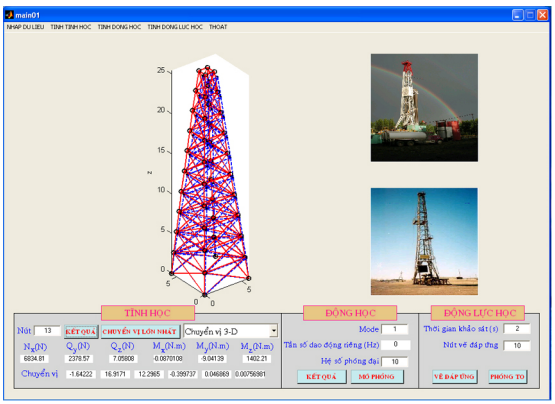 main01
NHAP DU LIEU TINH TINH HOC TINH DONG HOC TINH DONG LUC HOC THOAT
25
20
15
10
5
0
z
5
0 0
5
TĨNH HỌC
Nút 13 KẾT QUẢ CHUYỂN VỊ LỚN NHẤT Chuyển vị 3-D
Nx(N) Qy(N) Qz(N) Mx(N.m) My(N.m) Mz(N.m)
6834.81 2378.57 7.05808 -0.0870108 -9.04139 1402.21
Chuyển vị -1.64222 16.9171 12.2965 -0.399737 0.046869 0.00756981
ĐỘNG HỌC
Mode 1
Tần số dao động riêng (Hz) 0
Hệ số phóng đại 10
KẾT QUẢ MÔ PHỎNG
ĐỘNG LỰC HỌC
Thời gian khảo sát(s) 2
Nút vẽ đáp ứng 10
VẼ ĐÁP ỨNG PHÓNG TO